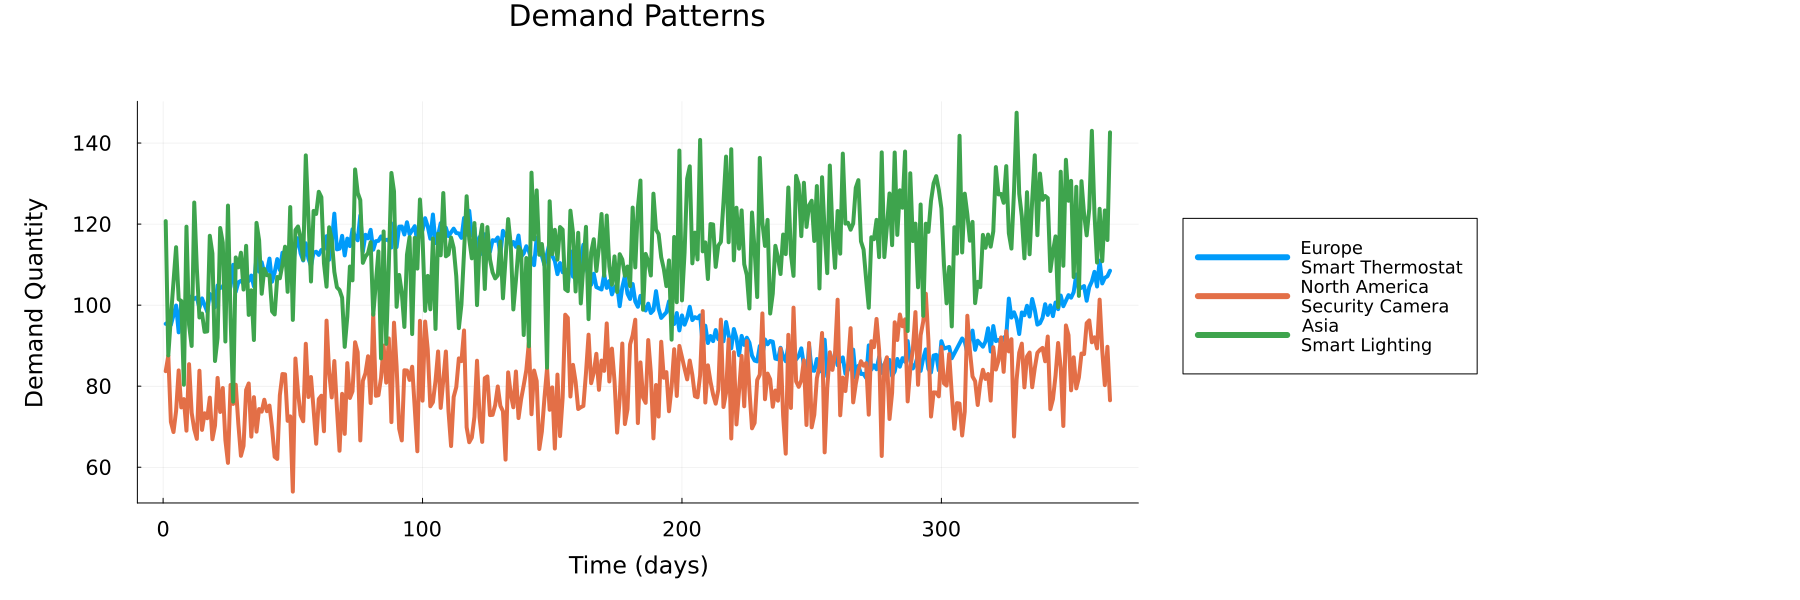 Demand Patterns
Demand Quantity
140
120
100
80
60
0
100
200
300
Time (days)
Europe
Smart Thermostat
North America
Security Camera
Asia
Smart Lighting